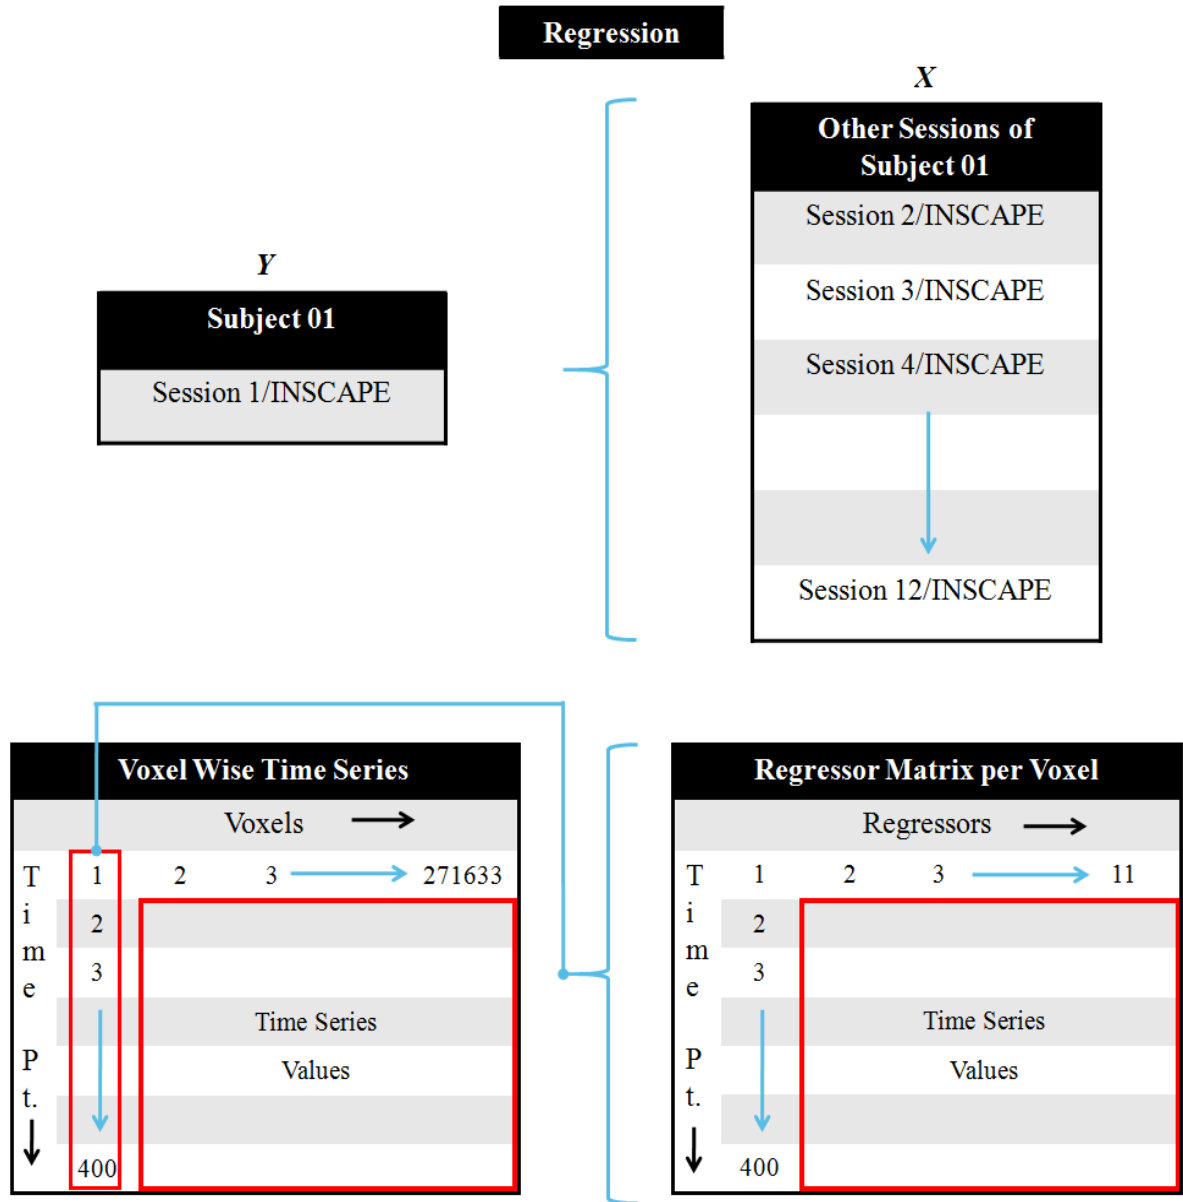 Regression
X
Other Sessions of
Subject 01
Session 2/INSCAPE
Session 3/INSCAPE
Session 4/INSCAPE
Session 12/INSCAPE
Y
Subject 01
Session 1/INSCAPE
Voxel Wise Time Series
Voxels
Time Pt.
1 2 3 271633
2
3
Time Series
Values
400
Regressor Matrix per Voxel
Regressors
Time Pt.
1 2 3 11
2
3
Time Series
Values
400